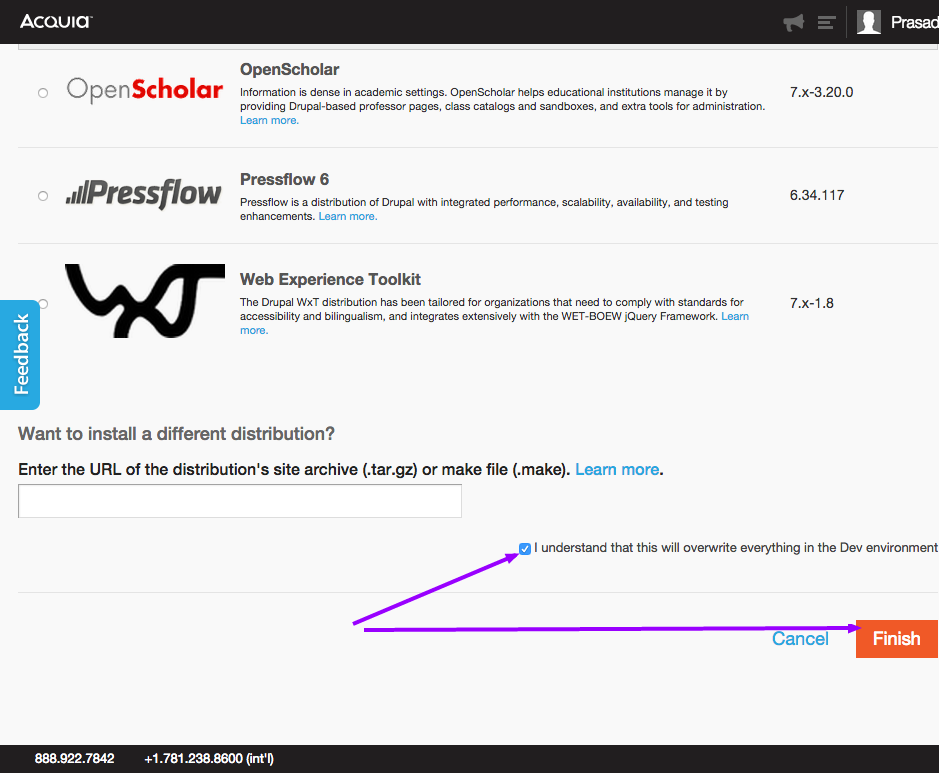 Acquia
Prasad
OpenScholar
OpenScholar
Information is dense in academic settings. OpenScholar helps educational institutions manage it by
providing Drupal-based professor pages, class catalogs and sandboxes, and extra tools for administration.
Learn more.
7.x-3.20.0
Pressflow
Pressflow 6
Pressflow is a distribution of Drupal with integrated performance, scalability, availability, and testing
enhancements. Learn more.
6.34.117
WxT
Web Experience Toolkit
The Drupal WxT distribution has been tailored for organizations that need to comply with standards for
accessibility and bilingualism, and integrates extensively with the WET-BOEW jQuery Framework. Learn
more.
7.x-1.8
Feedback
Want to install a different distribution?
Enter the URL of the distribution's site archive (.tar.gz) or make file (.make). Learn more.
I understand that this will overwrite everything in the Dev environment
Cancel
Finish
888.922.7842 +1.781.238.8600 (int'l)